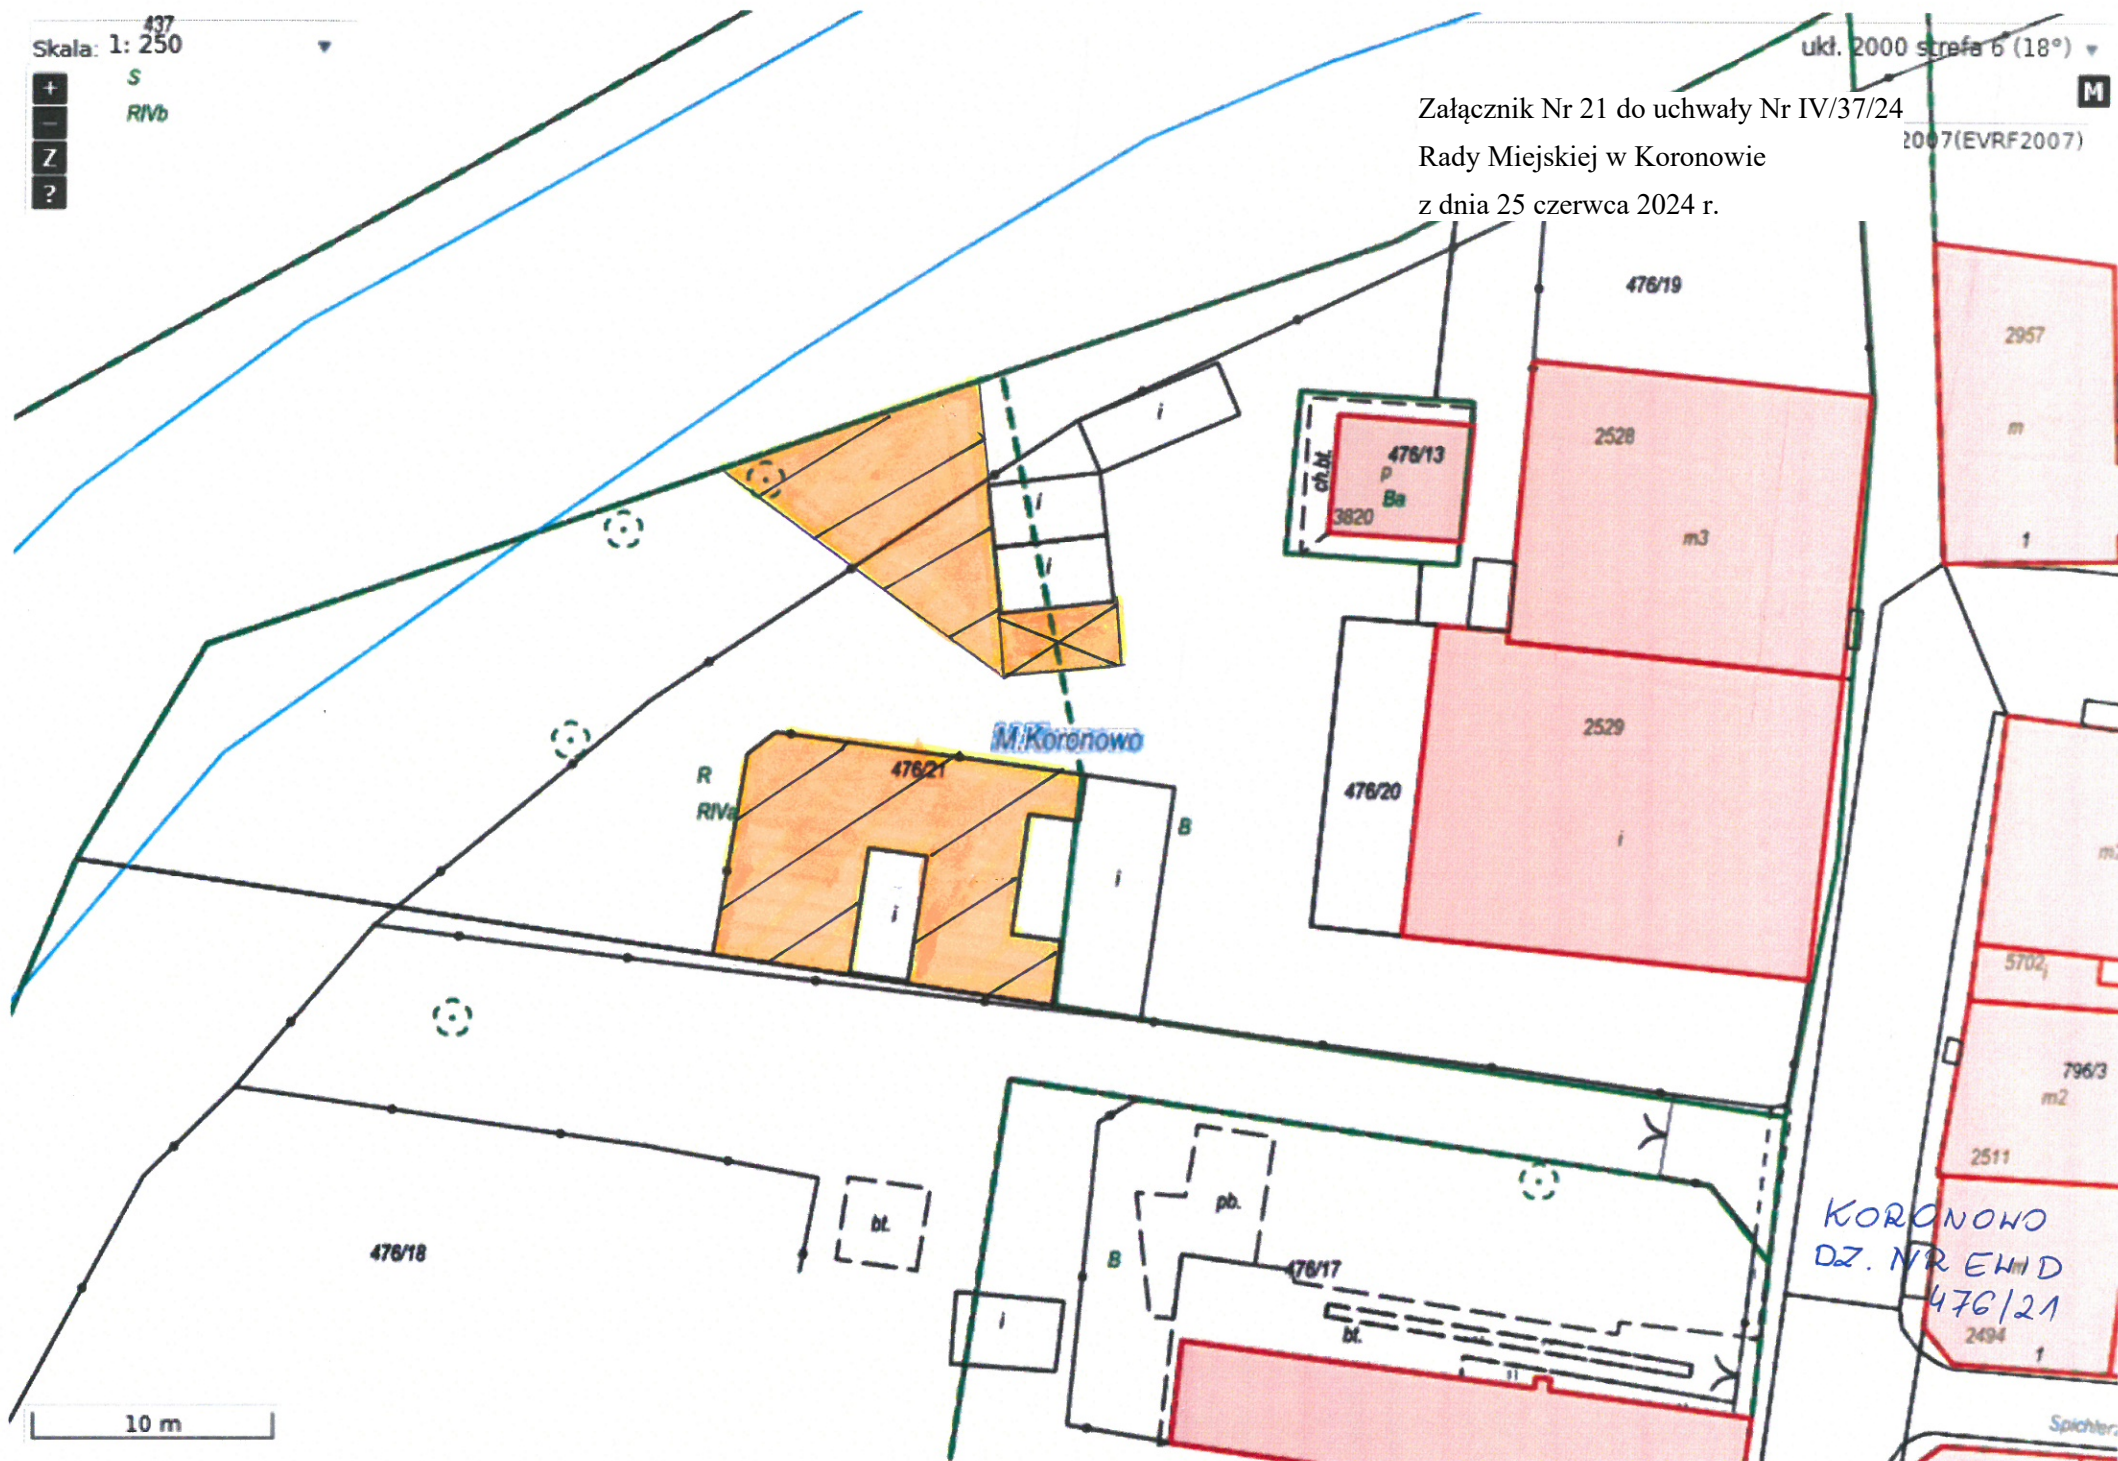 437
Skala: 1: 250
S
RIVb
+
–
Z
?
ukł. 2000 strefa 6 (18°)
M
Załącznik Nr 21 do uchwały Nr IV/37/24
2007(EVRF2007)
Rady Miejskiej w Koronowie
z dnia 25 czerwca 2024 r.
476/19
2957
m
1
i
i
i
ch.bt.
476/13
p
Ba
3820
2528
m3
2529
i
476/20
M.Koronowo
476/21
R
RIVa
B
i
i
5702
i
796/3
m2
2511
bt.
pb.
476/18
B
476/17
i
bt.
KORONOWO
DZ. NR EWID
476/21
2494
1
10 m